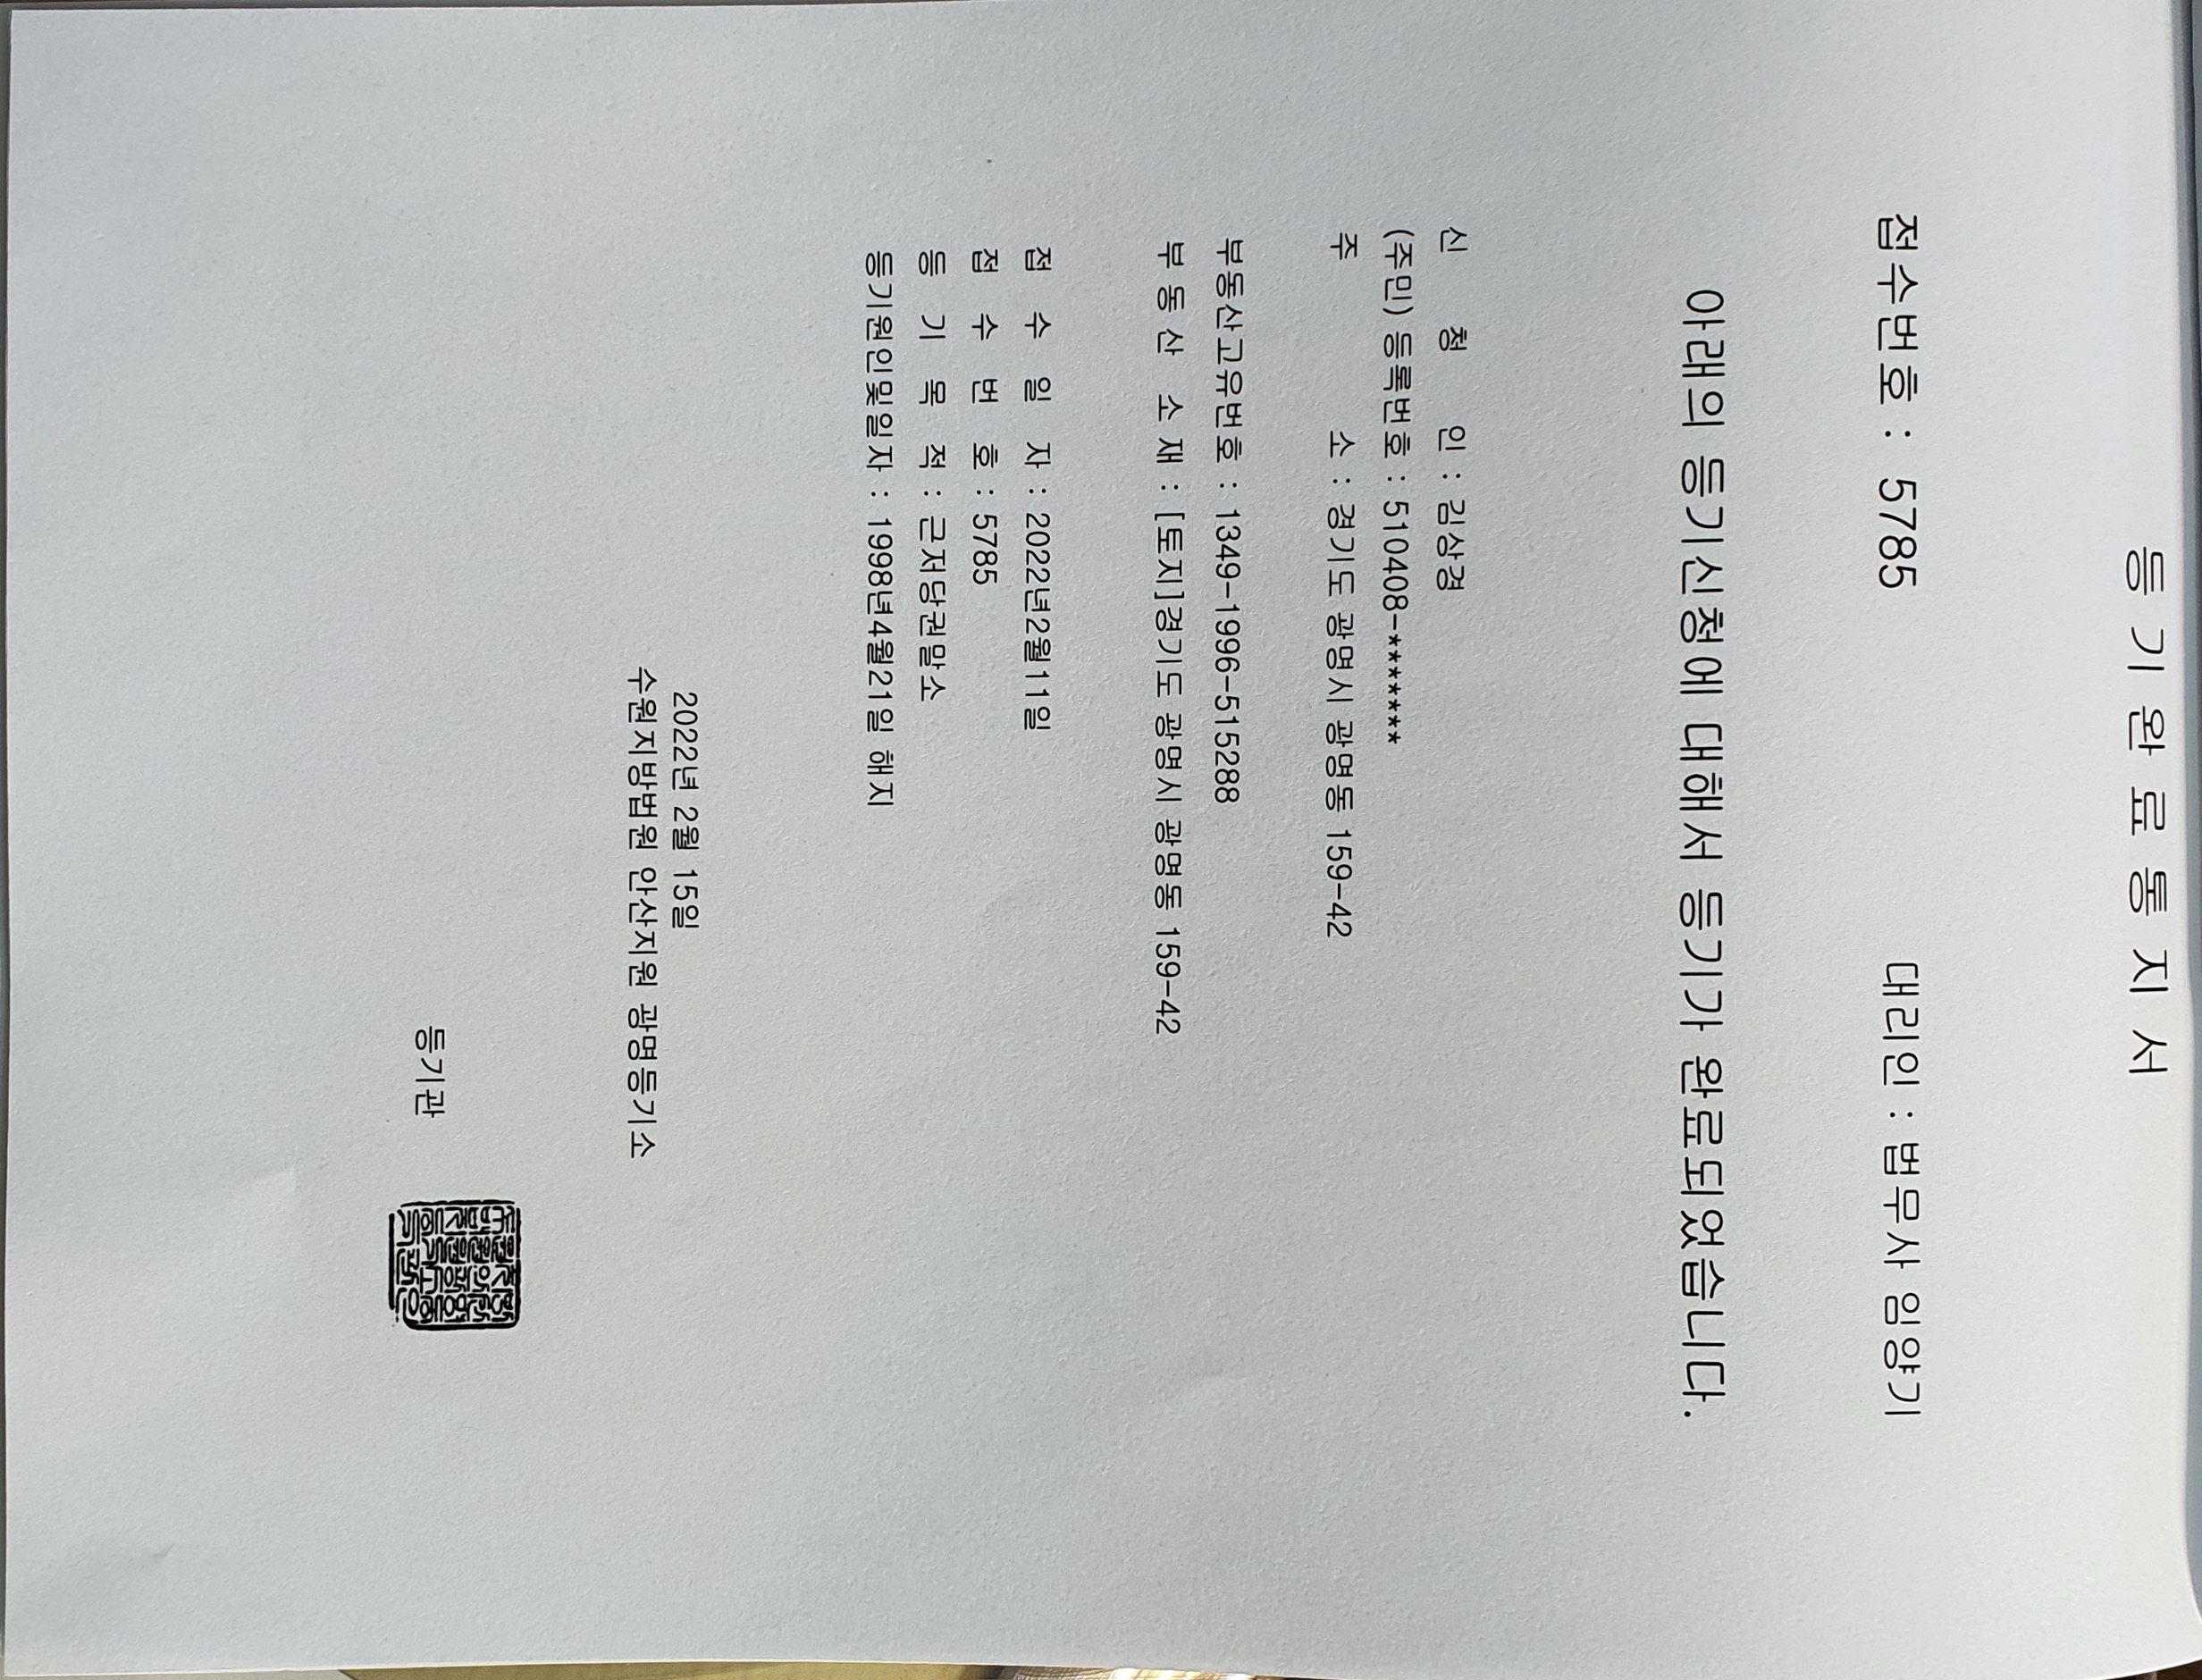 등 기 완 료 통 지 서
접수번호 : 5785 대리인 : 법무사 임양기
아래의 등기신청에 대해서 등기가 완료되었습니다.
신 청 인 : 김상경
(주민) 등록번호 : 510408-*******
주 소 : 경기도 광명시 광명동 159-42
부동산고유번호 : 1349-1996-515288
부 동 산 소 재 : [토지]경기도 광명시 광명동 159-42
접 수 일 자 : 2022년2월11일
접 수 번 호 : 5785
등 기 목 적 : 근저당권말소
등기원인및일자 : 1998년4월21일 해지
2022년 2월 15일
수원지방법원 안산지원 광명등기소
등기관